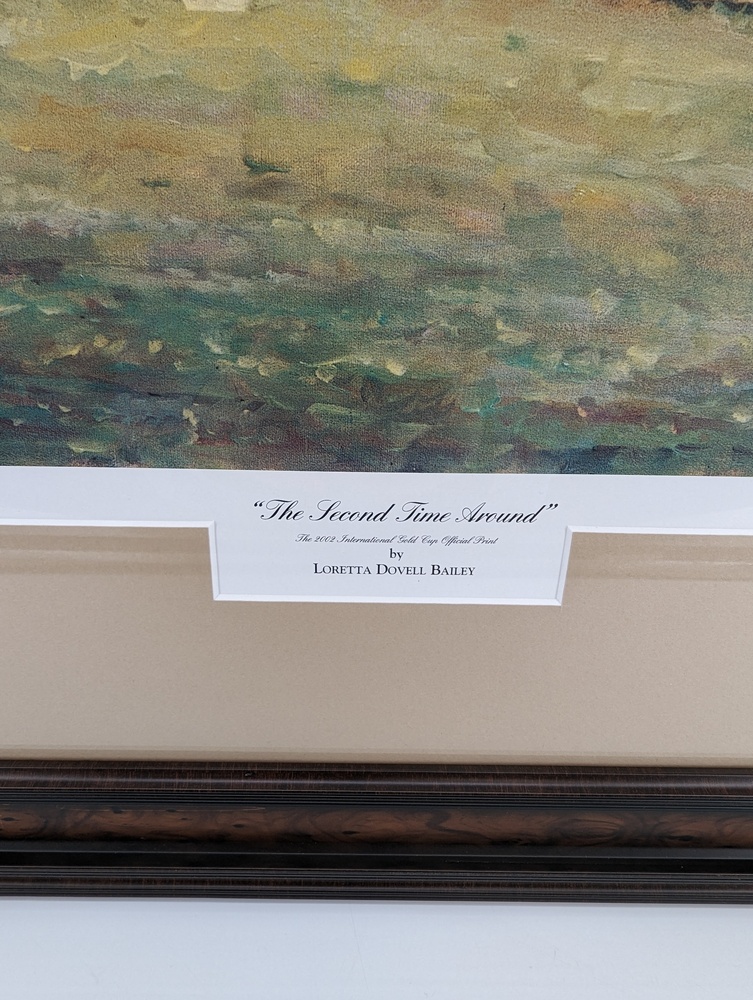 “The Second Time Around”
The 2002 International Gold Cup Official Print
by
Loretta Dovell Bailey